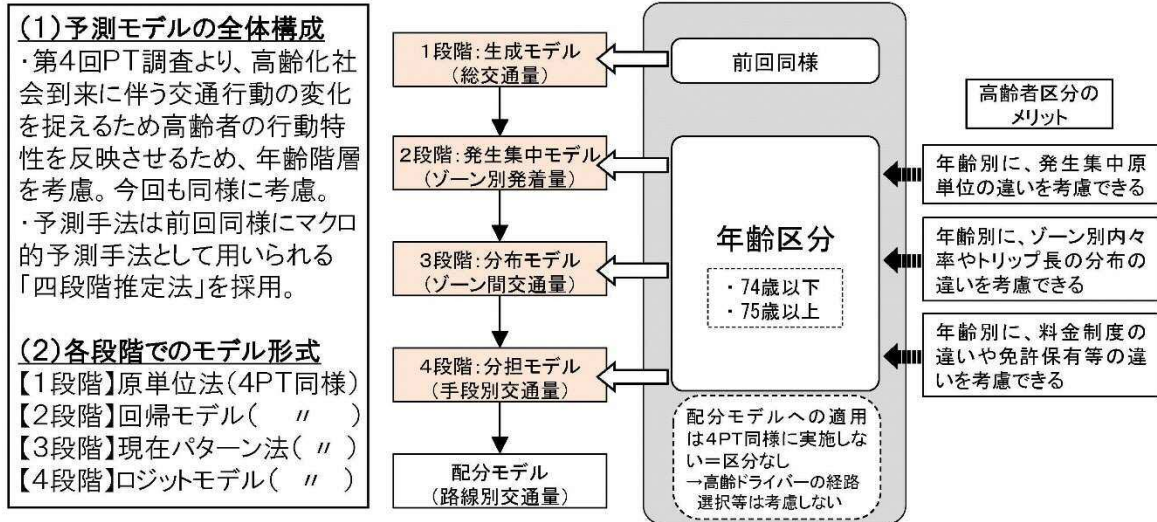 (1)予測モデルの全体構成
・第4回PT調査より、高齢化社
会到来に伴う交通行動の変化
を捉えるため高齢者の行動特
性を反映させるため、年齢階層
を考慮。今回も同様に考慮。
・予測手法は前回同様にマクロ
的予測手法として用いられる
「四段階推定法」を採用。
(2)各段階でのモデル形式
【1段階】原単位法(4PT同様)
【2段階】回帰モデル( 〃 )
【3段階】現在パターン法( 〃 )
【4段階】ロジットモデル( 〃 )
1段階:生成モデル
(総交通量)
2段階:発生集中モデル
(ゾーン別発着量)
3段階:分布モデル
(ゾーン間交通量)
4段階:分担モデル
(手段別交通量)
配分モデル
(路線別交通量)
前回同様
年齢区分
・74歳以下
・75歳以上
配分モデルへの適用
は4PT同様に実施しな
い=区分なし
→高齢ドライバーの経路
選択等は考慮しない
高齢者区分の
メリット
年齢別に、発生集中原
単位の違いを考慮できる
年齢別に、ゾーン別内々
率やトリップ長の分布の
違いを考慮できる
年齢別に、料金制度の
違いや免許保有等の違
いを考慮できる